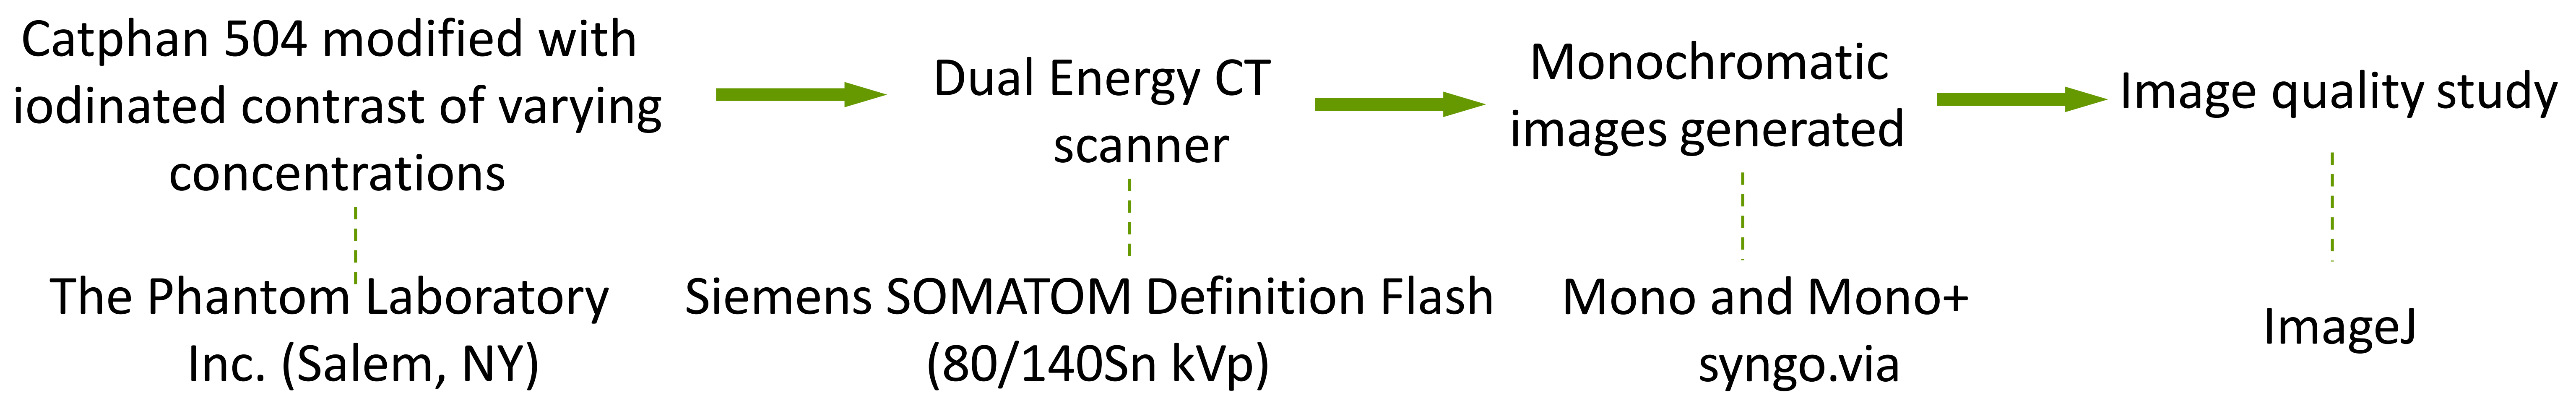 Catphan 504 modified with
iodinated contrast of varying
concentrations
Dual Energy CT
scanner
Monochromatic
images generated
Image quality study
The Phantom Laboratory
Inc. (Salem, NY)
Siemens SOMATOM Definition Flash
(80/140Sn kVp)
Mono and Mono+
syngo.via
ImageJ